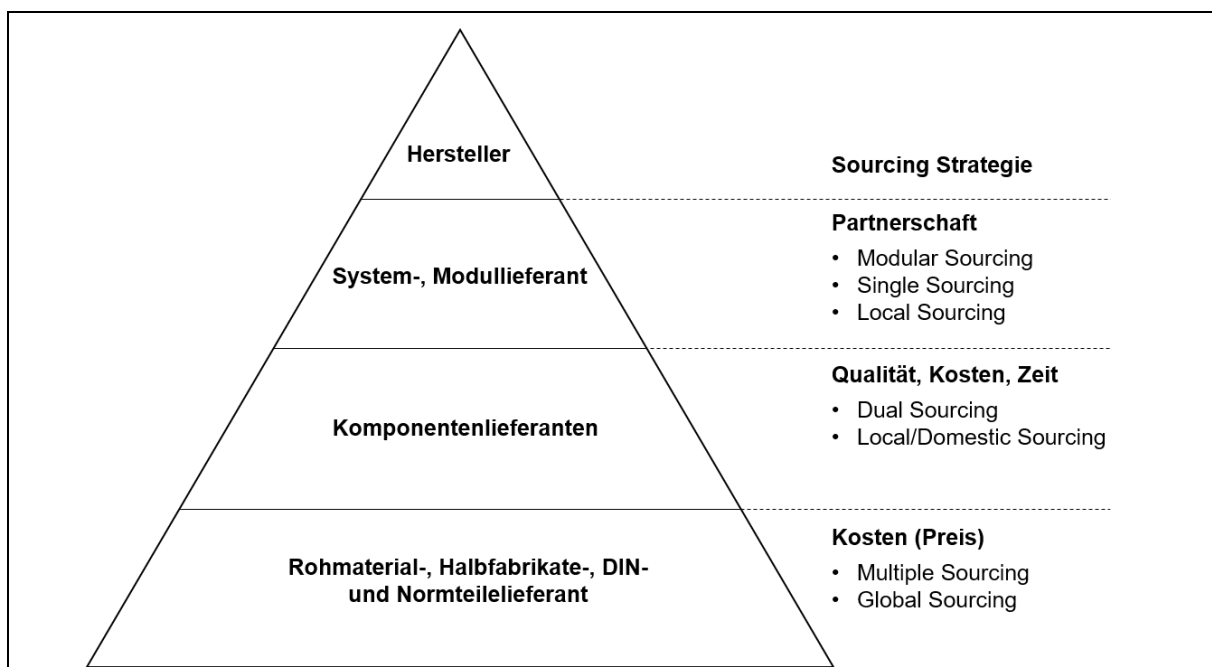 Hersteller
Sourcing Strategie
System-, Modullieferant
Partnerschaft
• Modular Sourcing
• Single Sourcing
• Local Sourcing
Komponentenlieferanten
Qualität, Kosten, Zeit
• Dual Sourcing
• Local/Domestic Sourcing
Rohmaterial-, Halbfabrikate-, DIN-
und Normteilelieferant
Kosten (Preis)
• Multiple Sourcing
• Global Sourcing